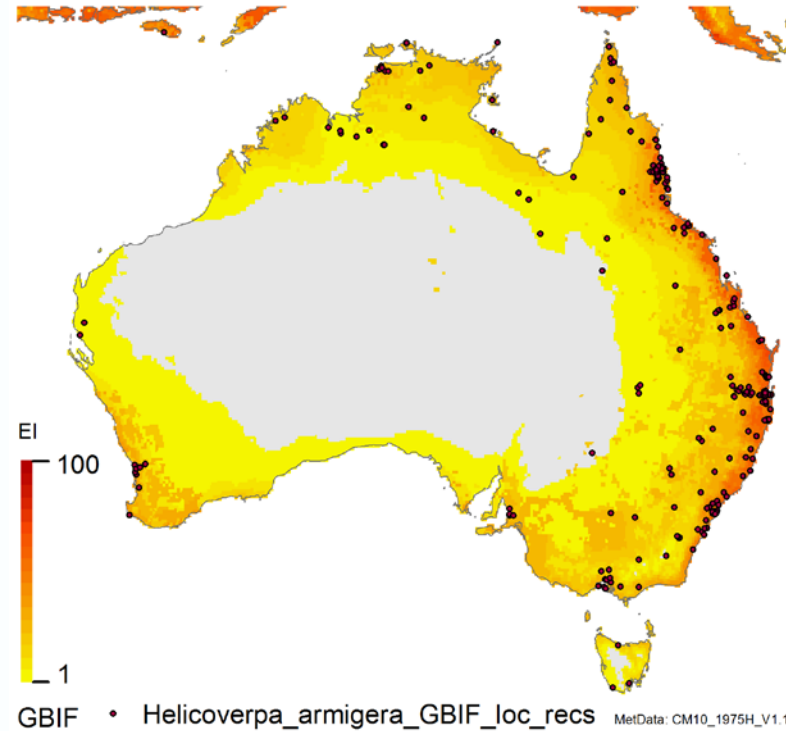 EI
100
1
GBIF Helicoverpa_armigera_GBIF_loc_recs MetData: CM10_1975H_V1.1